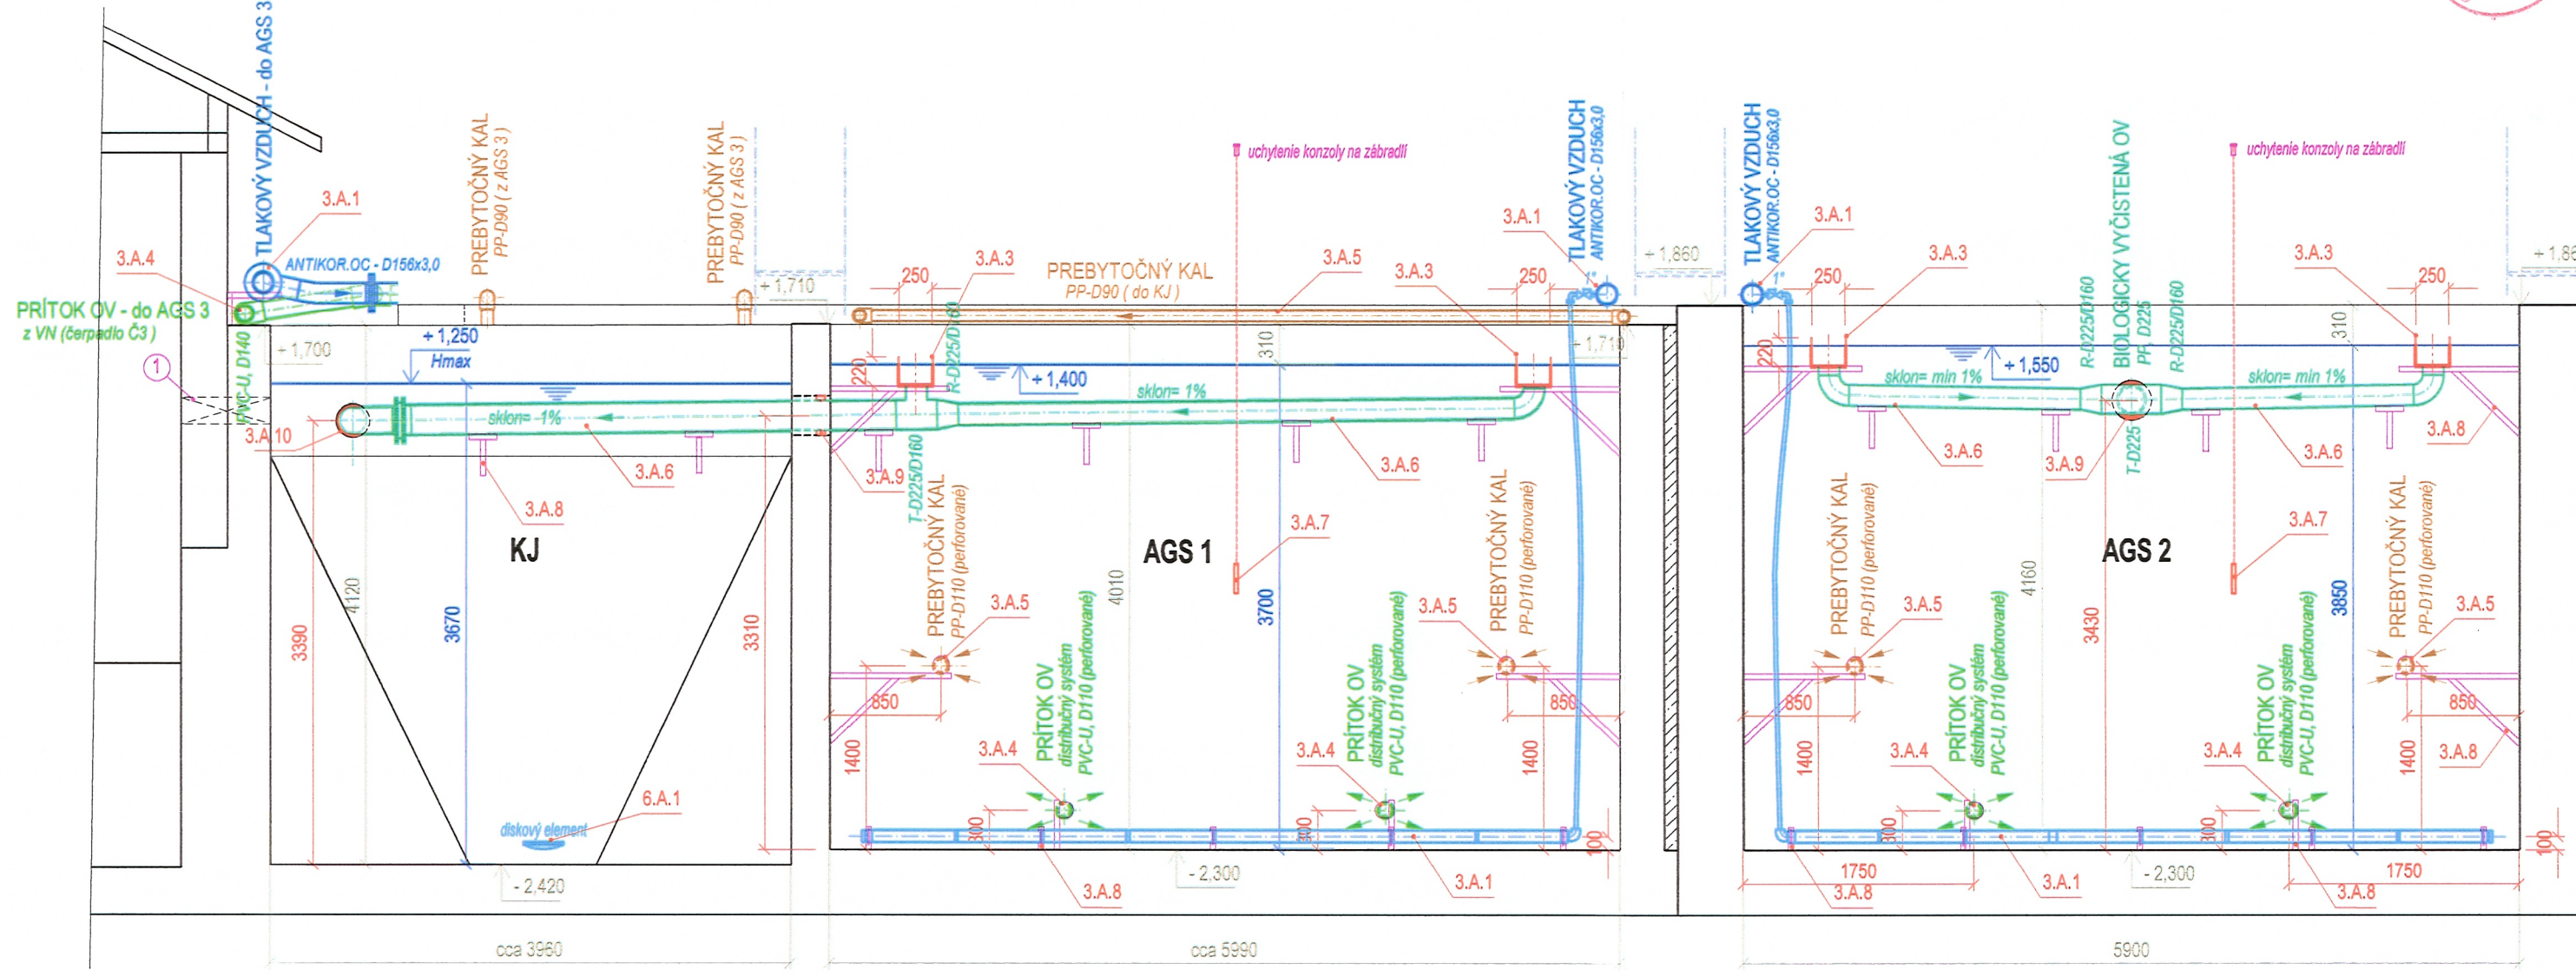 TLAKOVÝ VZDUCH - do AGS 3
3.A.1
3.A.4
ANTIKOR.OC - D156x3,0
PRÍTOK OV - do AGS 3
z VN (čerpadlo Č3 )
PVC-U, D140
1
PREBYTOČNÝ KAL
PP-D90 ( z AGS 3 )
PREBYTOČNÝ KAL
PP-D90 ( z AGS 3 )
+ 1,700
+ 1,250
Hmax
+ 1,710
sklon= 1%
3.A.10
3.A.6
3.A.8
3.A.9
KJ
3390
4120
3670
3310
diskový element
6.A.1
- 2,420
cca 3960
250
3.A.3
220
R-D225/D160
T-D225/D160
PREBYTOČNÝ KAL
PP-D90 ( do KJ )
uchytenie konzoly na zábradlí
3.A.5
3.A.3
250
3.A.1
TLAKOVÝ VZDUCH
ANTIKOR.OC - D156x3,0
310
+ 1,710
+ 1,400
sklon= 1%
3.A.6
AGS 1
3.A.7
PREBYTOČNÝ KAL
PP-D110 (perforované)
3.A.5
850
1400
4010
3700
PRÍTOK OV
distribučný systém
PVC-U, D110 (perforované)
3.A.4
300
PRÍTOK OV
distribučný systém
PVC-U, D110 (perforované)
3.A.4
300
PREBYTOČNÝ KAL
PP-D110 (perforované)
3.A.5
850
1400
100
3.A.8
- 2,300
3.A.1
cca 5990
+ 1,860
TLAKOVÝ VZDUCH
ANTIKOR.OC - D156x3,0
3.A.1
250
3.A.3
220
R-D225/D160
BIOLOGICKY VYČISTENÁ OV
PP, D225
R-D225/D160
uchytenie konzoly na zábradlí
3.A.3
250
310
+ 1,550
sklon= min 1%
sklon= min 1%
3.A.6
3.A.9
T-D225
3.A.6
3.A.8
AGS 2
3.A.7
PREBYTOČNÝ KAL
PP-D110 (perforované)
3.A.5
850
1400
4160
3430
3850
PRÍTOK OV
distribučný systém
PVC-U, D110 (perforované)
3.A.4
300
PRÍTOK OV
distribučný systém
PVC-U, D110 (perforované)
3.A.4
300
PREBYTOČNÝ KAL
PP-D110 (perforované)
3.A.5
850
1400
3.A.8
100
1750
3.A.8
3.A.1
- 2,300
3.A.8
1750
5900